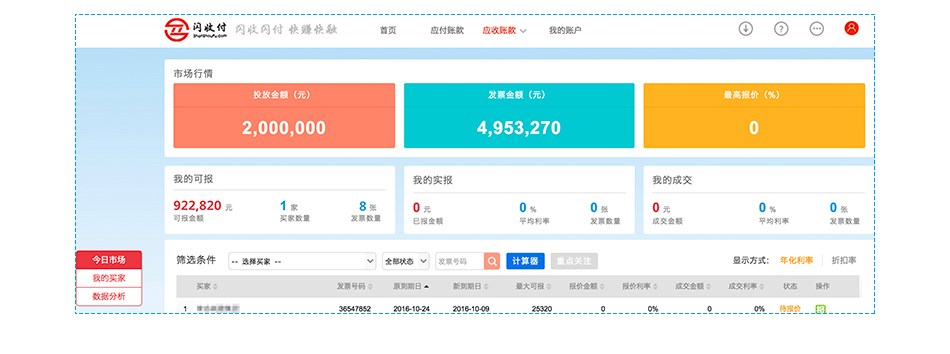 闪收付 闪收闪付 快赚快融 首页 应付账款 应收账款 我的账户
ShanShouFu.com
市场行情
投放金额（元） 发票金额（元） 最高报价（%）
2,000,000 4,953,270 0
我的可报 我的实报 我的成交
922,820 元 1 家 8 张 0 元 0 % 0 张 0 元 0 % 0 张
可报金额 买家数量 发票数量 已报金额 平均利率 发票数量 成交金额 平均利率 发票数量
今日市场
我的买家
数据分析
筛选条件 -- 选择买家 -- 全部状态 发票号码 计算器 重点关注 显示方式： 年化利率 折扣率
买家 发票号码 原到期日 新到期日 最大可报 报价金额 报价利率 成交金额 成交利率 状态 操作
1 36547852 2016-10-24 2016-10-09 25320 0 0% 0 0% 待报价 报